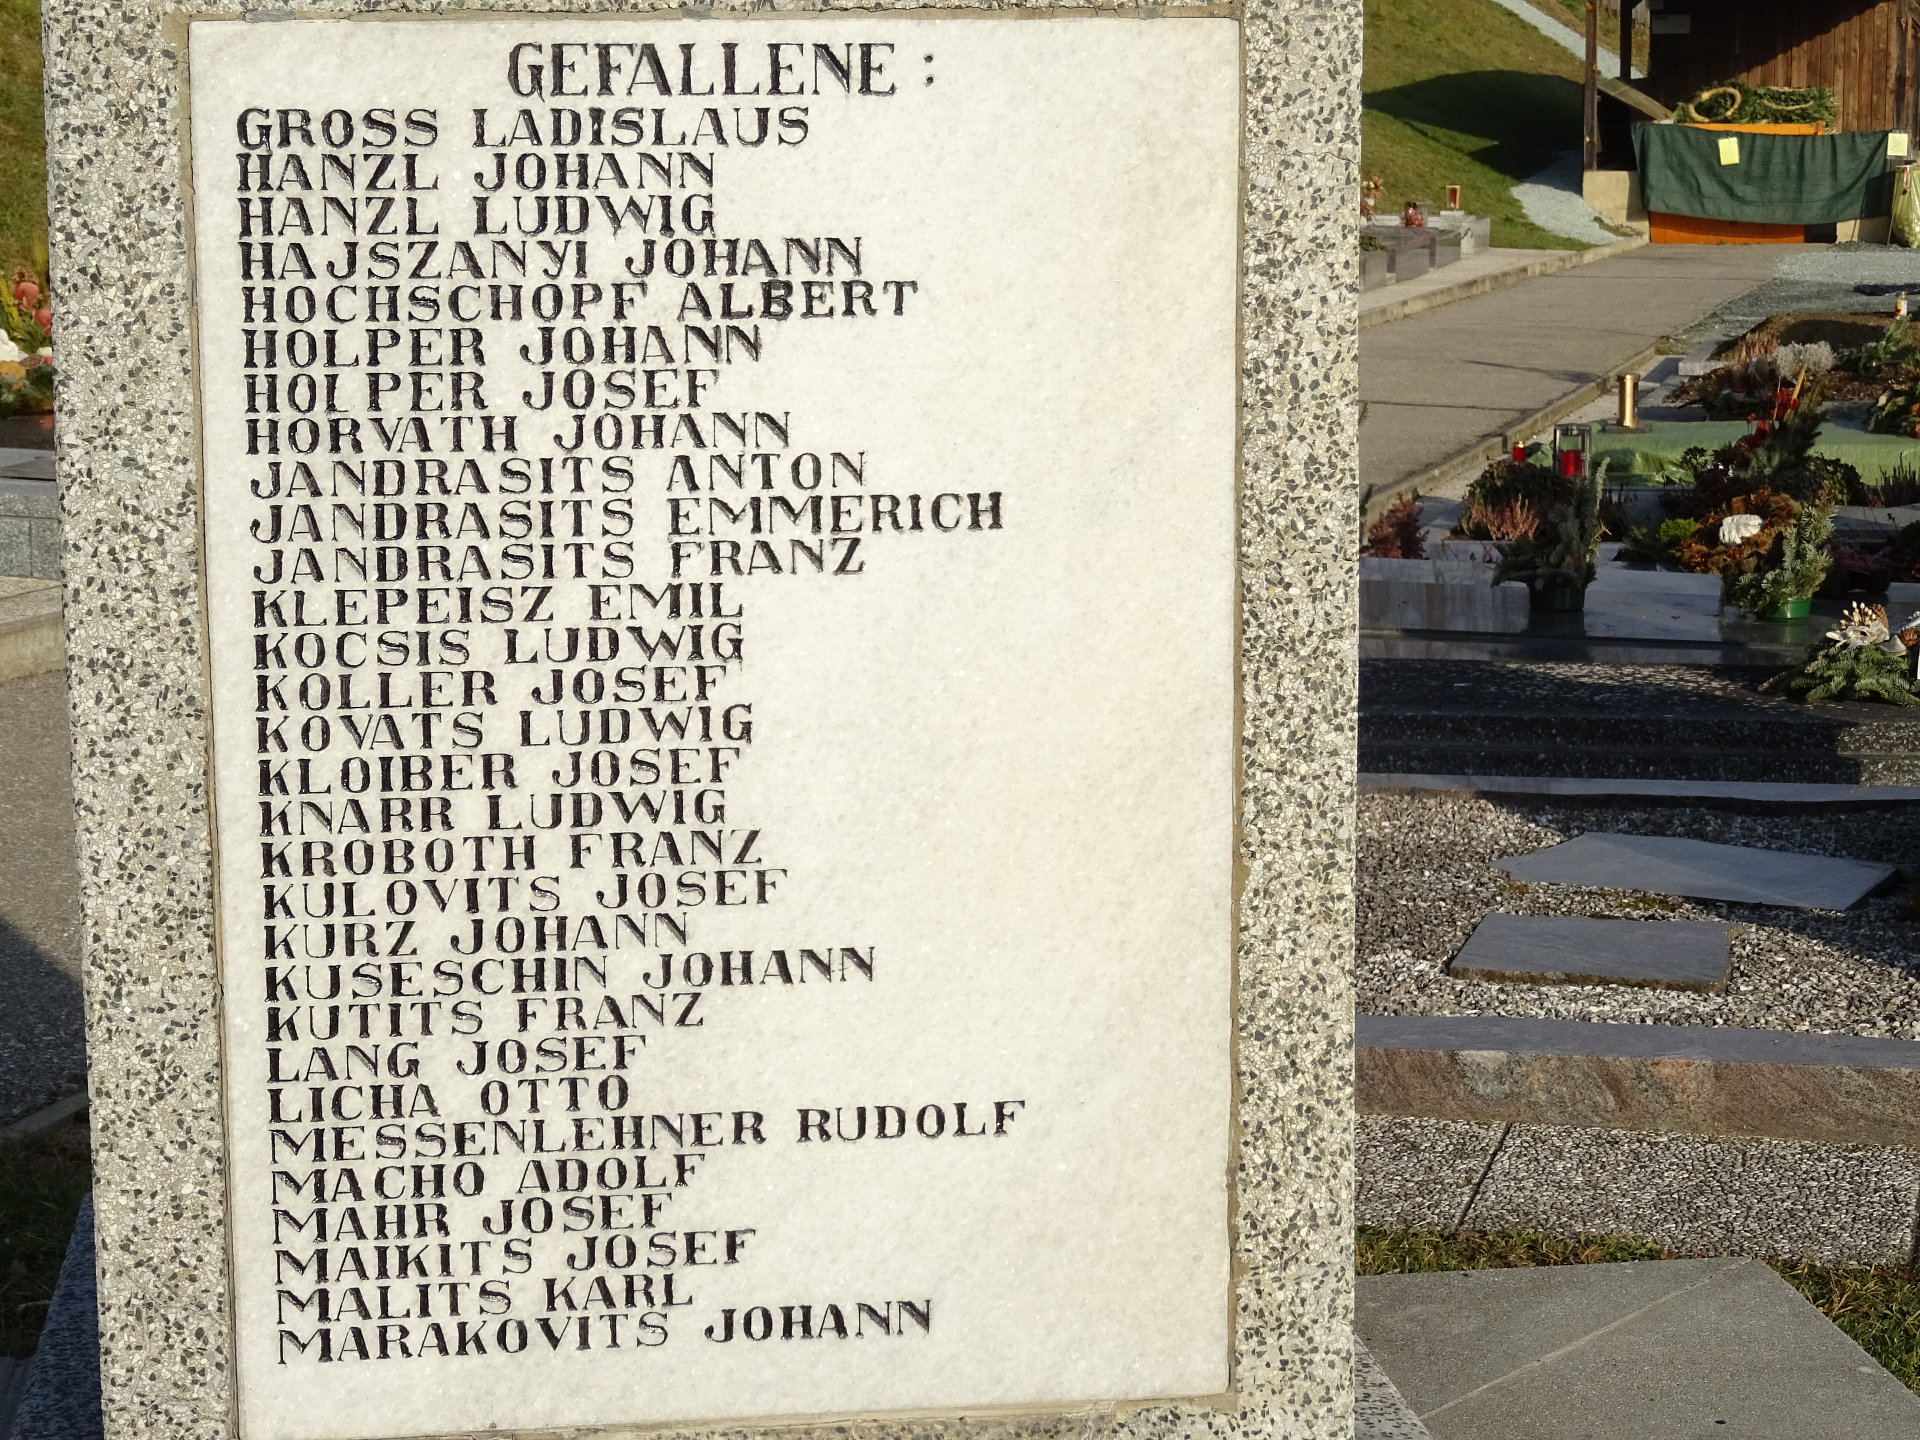 GEFALLENE :
GROSS LADISLAUS
HANZL JOHANN
HANZL LUDWIG
HAJSZANYI JOHANN
HOCHSCHOPF ALBERT
HOLPER JOHANN
HOLPER JOSEF
HORVATH JOHANN
JANDRASITS ANTON
JANDRASITS EMMERICH
JANDRASITS FRANZ
KLEPEISZ EMIL
KOCSIS LUDWIG
KOLLER JOSEF
KOVATS LUDWIG
KLOIBER JOSEF
KNARR LUDWIG
KROBOTH FRANZ
KULOVITS JOSEF
KURZ JOHANN
KUSESCHIN JOHANN
KUTITS FRANZ
LANG JOSEF
LICHA OTTO
MESSENLEHNER RUDOLF
MACHO ADOLF
MAHR JOSEF
MAIKITS JOSEF
MALITS KARL
MARAKOVITS JOHANN